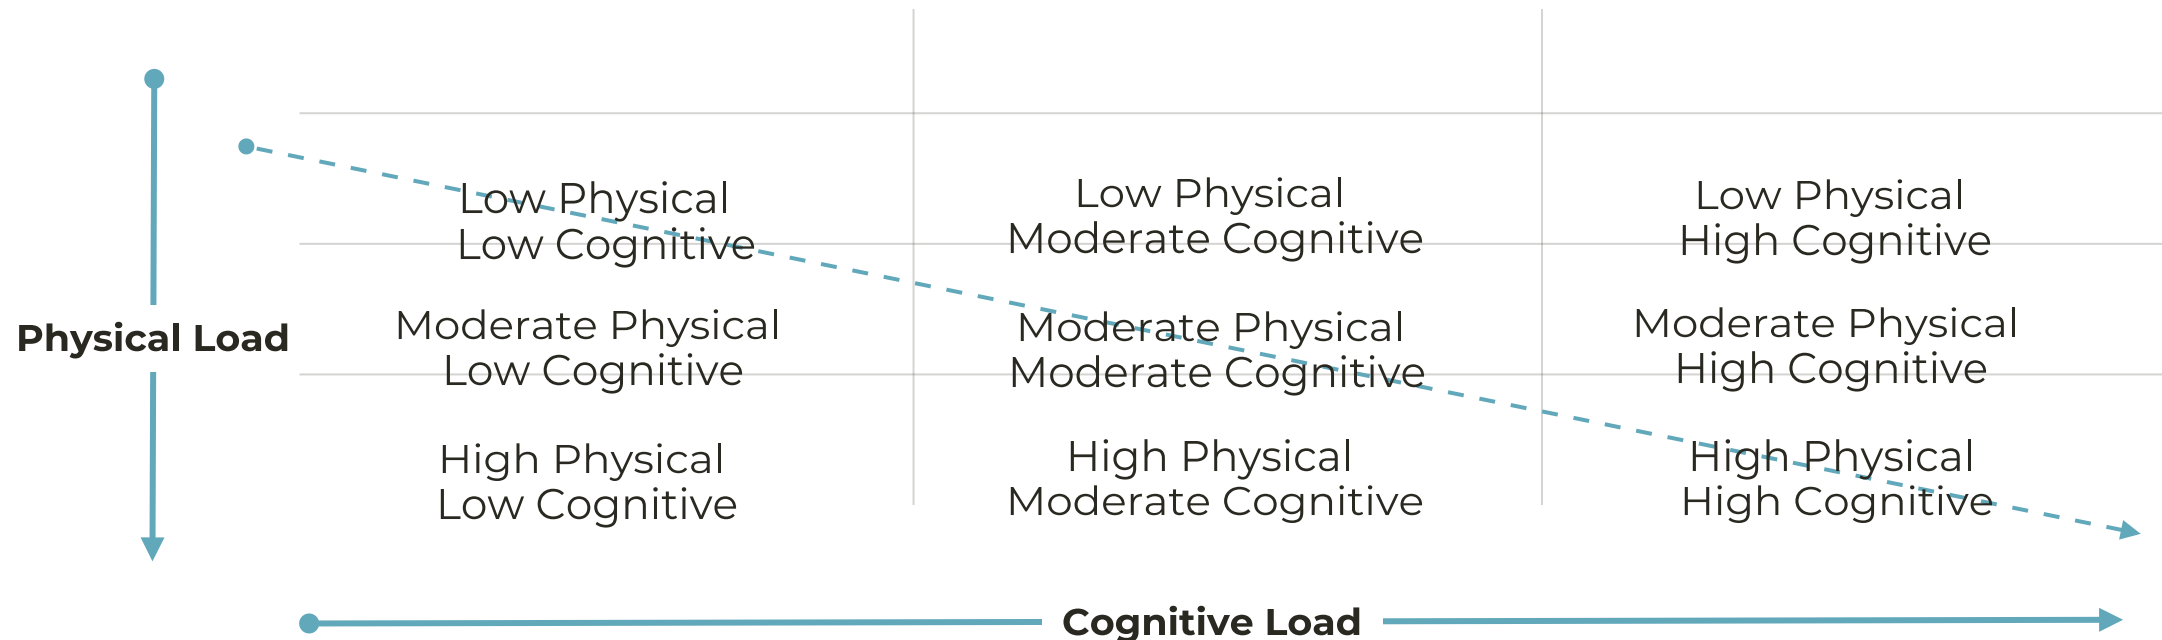 Low Physical
Low Cognitive
Low Physical
Moderate Cognitive
Low Physical
High Cognitive
Physical Load
Moderate Physical
Low Cognitive
Moderate Physical
Moderate Cognitive
Moderate Physical
High Cognitive
High Physical
Low Cognitive
High Physical
Moderate Cognitive
High Physical
High Cognitive
Cognitive Load